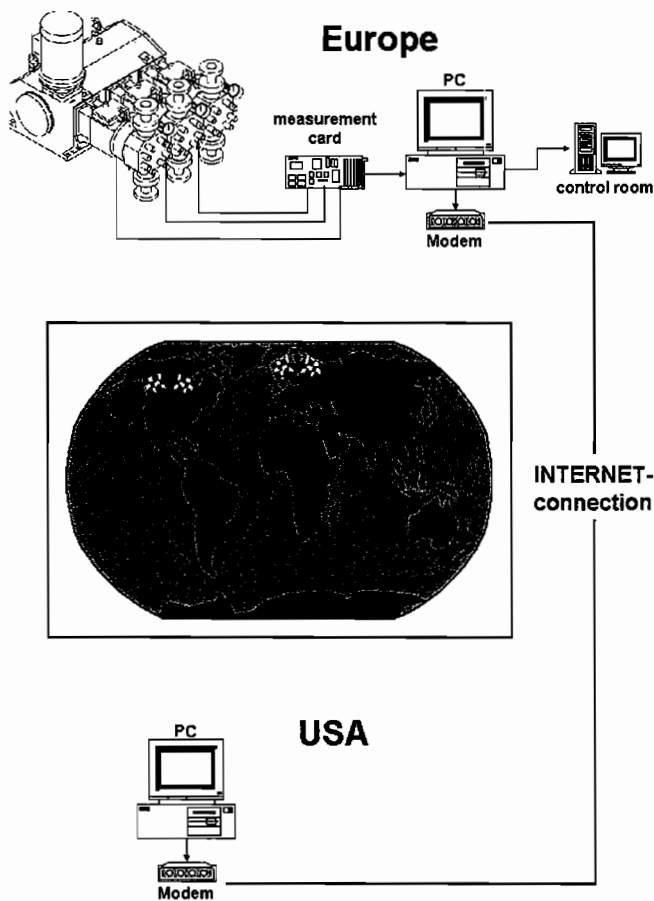 Europe
PC
measurement
card
control room
Modem
INTERNET-
connection
USA
PC
Modem